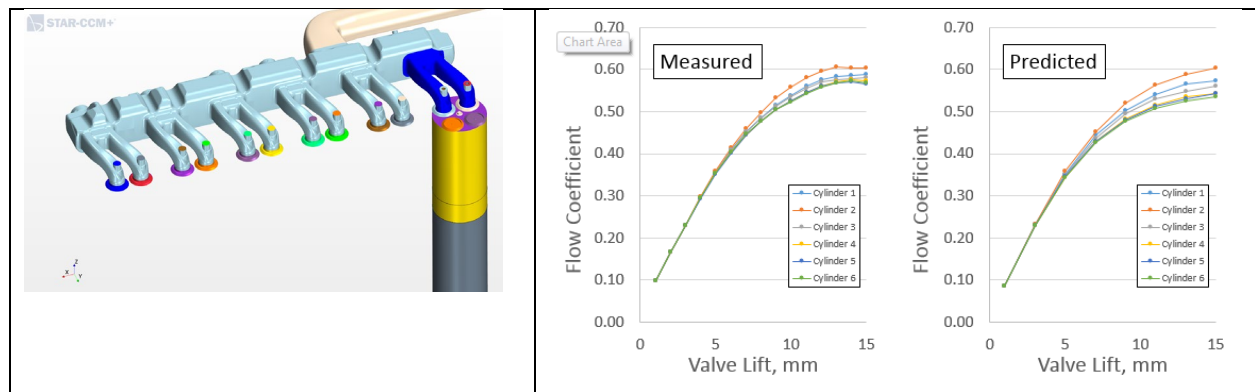 STAR-CCM+
Z
X
Y
Chart Area
Measured
Flow Coefficient
0.70
0.60
0.50
0.40
0.30
0.20
0.10
0.00
0 5 10 15
Valve Lift, mm
Cylinder 1
Cylinder 2
Cylinder 3
Cylinder 4
Cylinder 5
Cylinder 6
Predicted
Flow Coefficient
0.70
0.60
0.50
0.40
0.30
0.20
0.10
0.00
0 5 10 15
Valve Lift, mm
Cylinder 1
Cylinder 2
Cylinder 3
Cylinder 4
Cylinder 5
Cylinder 6